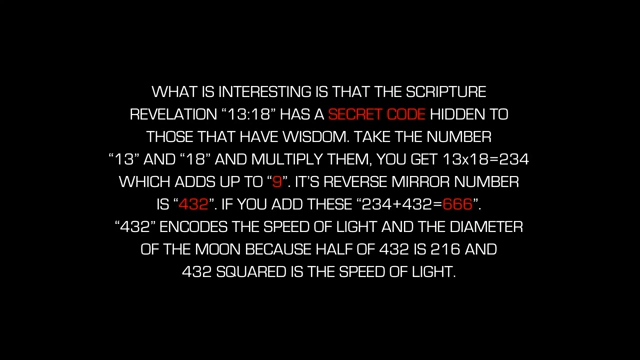 WHAT IS INTERESTING IS THAT THE SCRIPTURE
REVELATION “13:18” HAS A SECRET CODE HIDDEN TO
THOSE THAT HAVE WISDOM. TAKE THE NUMBER
“13” AND “18” AND MULTIPLY THEM, YOU GET 13x18=234
WHICH ADDS UP TO “9”. IT’S REVERSE MIRROR NUMBER
IS “432”. IF YOU ADD THESE “234+432=666”.
“432” ENCODES THE SPEED OF LIGHT AND THE DIAMETER
OF THE MOON BECAUSE HALF OF 432 IS 216 AND
432 SQUARED IS THE SPEED OF LIGHT.